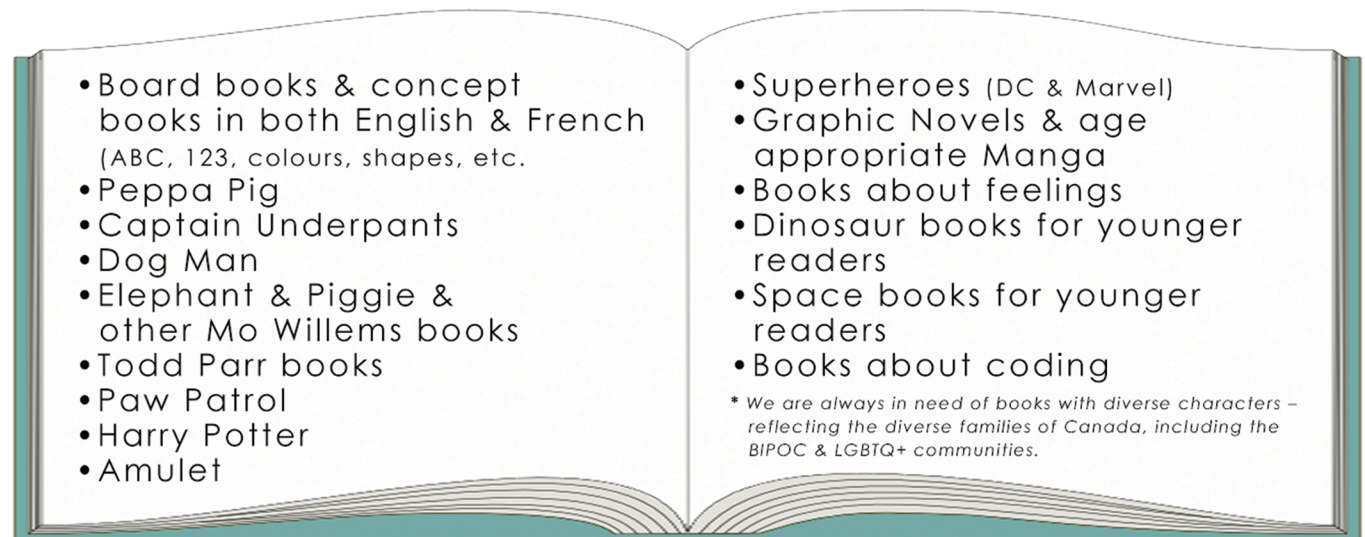 •Board books & concept
books in both English & French
(ABC, 123, colours, shapes, etc.
•Peppa Pig
•Captain Underpants
•Dog Man
•Elephant & Piggie &
other Mo Willems books
•Todd Parr books
•Paw Patrol
•Harry Potter
•Amulet
•Superheroes (DC & Marvel)
•Graphic Novels & age
appropriate Manga
•Books about feelings
•Dinosaur books for younger
readers
•Space books for younger
readers
•Books about coding
* We are always in need of books with diverse characters –
reflecting the diverse families of Canada, including the
BIPOC & LGBTQ+ communities.